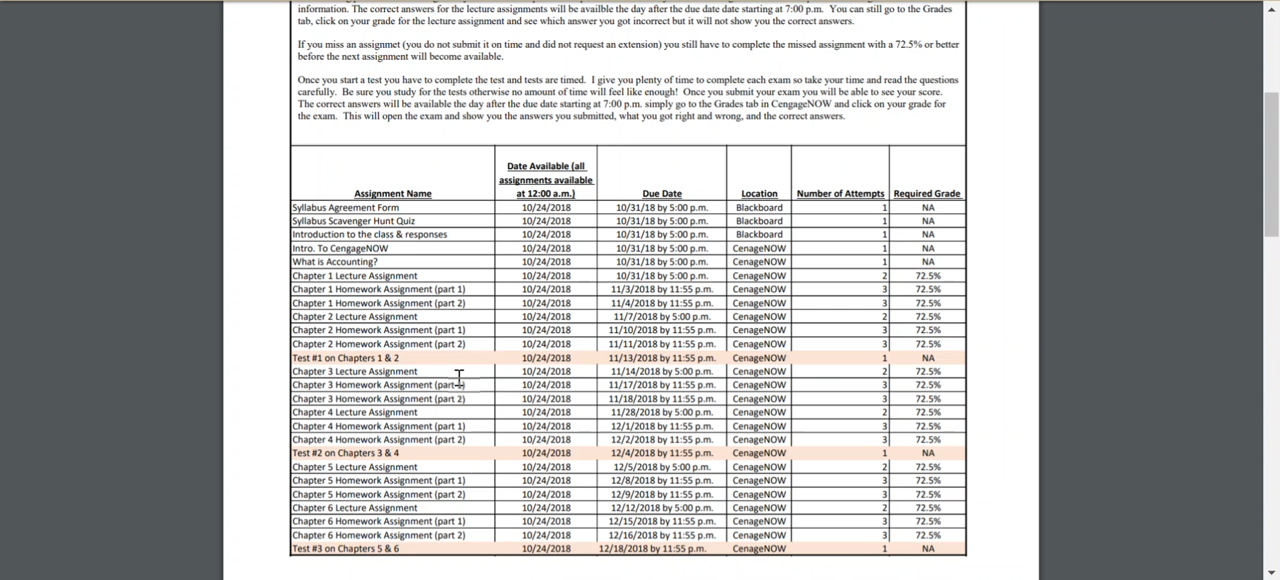 information. The correct answers for the lecture assignments will be availble the day after the due date date starting at 7:00 p.m. You can still go to the Grades
tab, click on your grade for the lecture assignment and see which answer you got incorrect but it will not show you the correct answers.
If you miss an assignmet (you do not submit it on time and did not request an extension) you still have to complete the missed assignment with a 72.5% or better
before the next assignment will become available.
Once you start a test you have to complete the test and tests are timed. I give you plenty of time to complete each exam so take your time and read the questions
carefully. Be sure you study for the tests otherwise no amount of time will feel like enough! Once you submit your exam you will be able to see your score.
The correct answers will be available the day after the due date starting at 7:00 p.m. simply go to the Grades tab in CengageNOW and click on your grade for
the exam. This will open the exam and show you the answers you submitted, what you got right and wrong, and the correct answers.
Date Available (all
assignments available
Assignment Name at 12:00 a.m.) Due Date Location Number of Attempts Required Grade
Syllabus Agreement Form 10/24/2018 10/31/18 by 5:00 p.m. Blackboard 1 NA
Syllabus Scavenger Hunt Quiz 10/24/2018 10/31/18 by 5:00 p.m. Blackboard 1 NA
Introduction to the class & responses 10/24/2018 10/31/18 by 5:00 p.m. Blackboard 1 NA
Intro. To CengageNOW 10/24/2018 10/31/18 by 5:00 p.m. CenageNOW 1 NA
What is Accounting? 10/24/2018 10/31/18 by 5:00 p.m. CenageNOW 1 NA
Chapter 1 Lecture Assignment 10/24/2018 10/31/18 by 5:00 p.m. CenageNOW 2 72.5%
Chapter 1 Homework Assignment (part 1) 10/24/2018 11/3/2018 by 11:55 p.m. CenageNOW 3 72.5%
Chapter 1 Homework Assignment (part 2) 10/24/2018 11/4/2018 by 11:55 p.m. CenageNOW 3 72.5%
Chapter 2 Lecture Assignment 10/24/2018 11/7/2018 by 5:00 p.m. CenageNOW 2 72.5%
Chapter 2 Homework Assignment (part 1) 10/24/2018 11/10/2018 by 11:55 p.m. CenageNOW 3 72.5%
Chapter 2 Homework Assignment (part 2) 10/24/2018 11/11/2018 by 11:55 p.m. CenageNOW 3 72.5%
Test #1 on Chapters 1 & 2 10/24/2018 11/13/2018 by 11:55 p.m. CenageNOW 1 NA
Chapter 3 Lecture Assignment 10/24/2018 11/14/2018 by 5:00 p.m. CenageNOW 2 72.5%
Chapter 3 Homework Assignment (part 1) 10/24/2018 11/17/2018 by 11:55 p.m. CenageNOW 3 72.5%
Chapter 3 Homework Assignment (part 2) 10/24/2018 11/18/2018 by 11:55 p.m. CenageNOW 3 72.5%
Chapter 4 Lecture Assignment 10/24/2018 11/28/2018 by 5:00 p.m. CenageNOW 2 72.5%
Chapter 4 Homework Assignment (part 1) 10/24/2018 12/1/2018 by 11:55 p.m. CenageNOW 3 72.5%
Chapter 4 Homework Assignment (part 2) 10/24/2018 12/2/2018 by 11:55 p.m. CenageNOW 3 72.5%
Test #2 on Chapters 3 & 4 10/24/2018 12/4/2018 by 11:55 p.m. CenageNOW 1 NA
Chapter 5 Lecture Assignment 10/24/2018 12/5/2018 by 5:00 p.m. CenageNOW 2 72.5%
Chapter 5 Homework Assignment (part 1) 10/24/2018 12/8/2018 by 11:55 p.m. CenageNOW 3 72.5%
Chapter 5 Homework Assignment (part 2) 10/24/2018 12/9/2018 by 11:55 p.m. CenageNOW 3 72.5%
Chapter 6 Lecture Assignment 10/24/2018 12/12/2018 by 5:00 p.m. CenageNOW 2 72.5%
Chapter 6 Homework Assignment (part 1) 10/24/2018 12/15/2018 by 11:55 p.m. CenageNOW 3 72.5%
Chapter 6 Homework Assignment (part 2) 10/24/2018 12/16/2018 by 11:55 p.m. CenageNOW 3 72.5%
Test #3 on Chapters 5 & 6 10/24/2018 12/18/2018 by 11:55 p.m. CenageNOW 1 NA